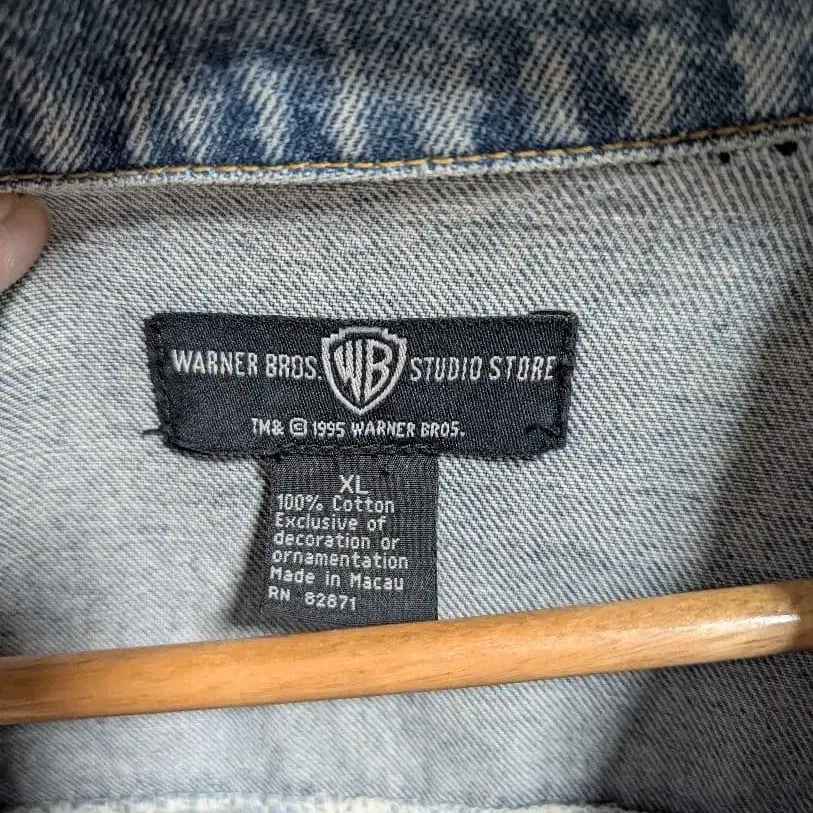 WARNER BROS. WB STUDIO STORE
TM& © 1995 WARNER BROS.
XL
100% Cotton
Exclusive of
decoration or
ornamentation
Made in Macau
RN 82871